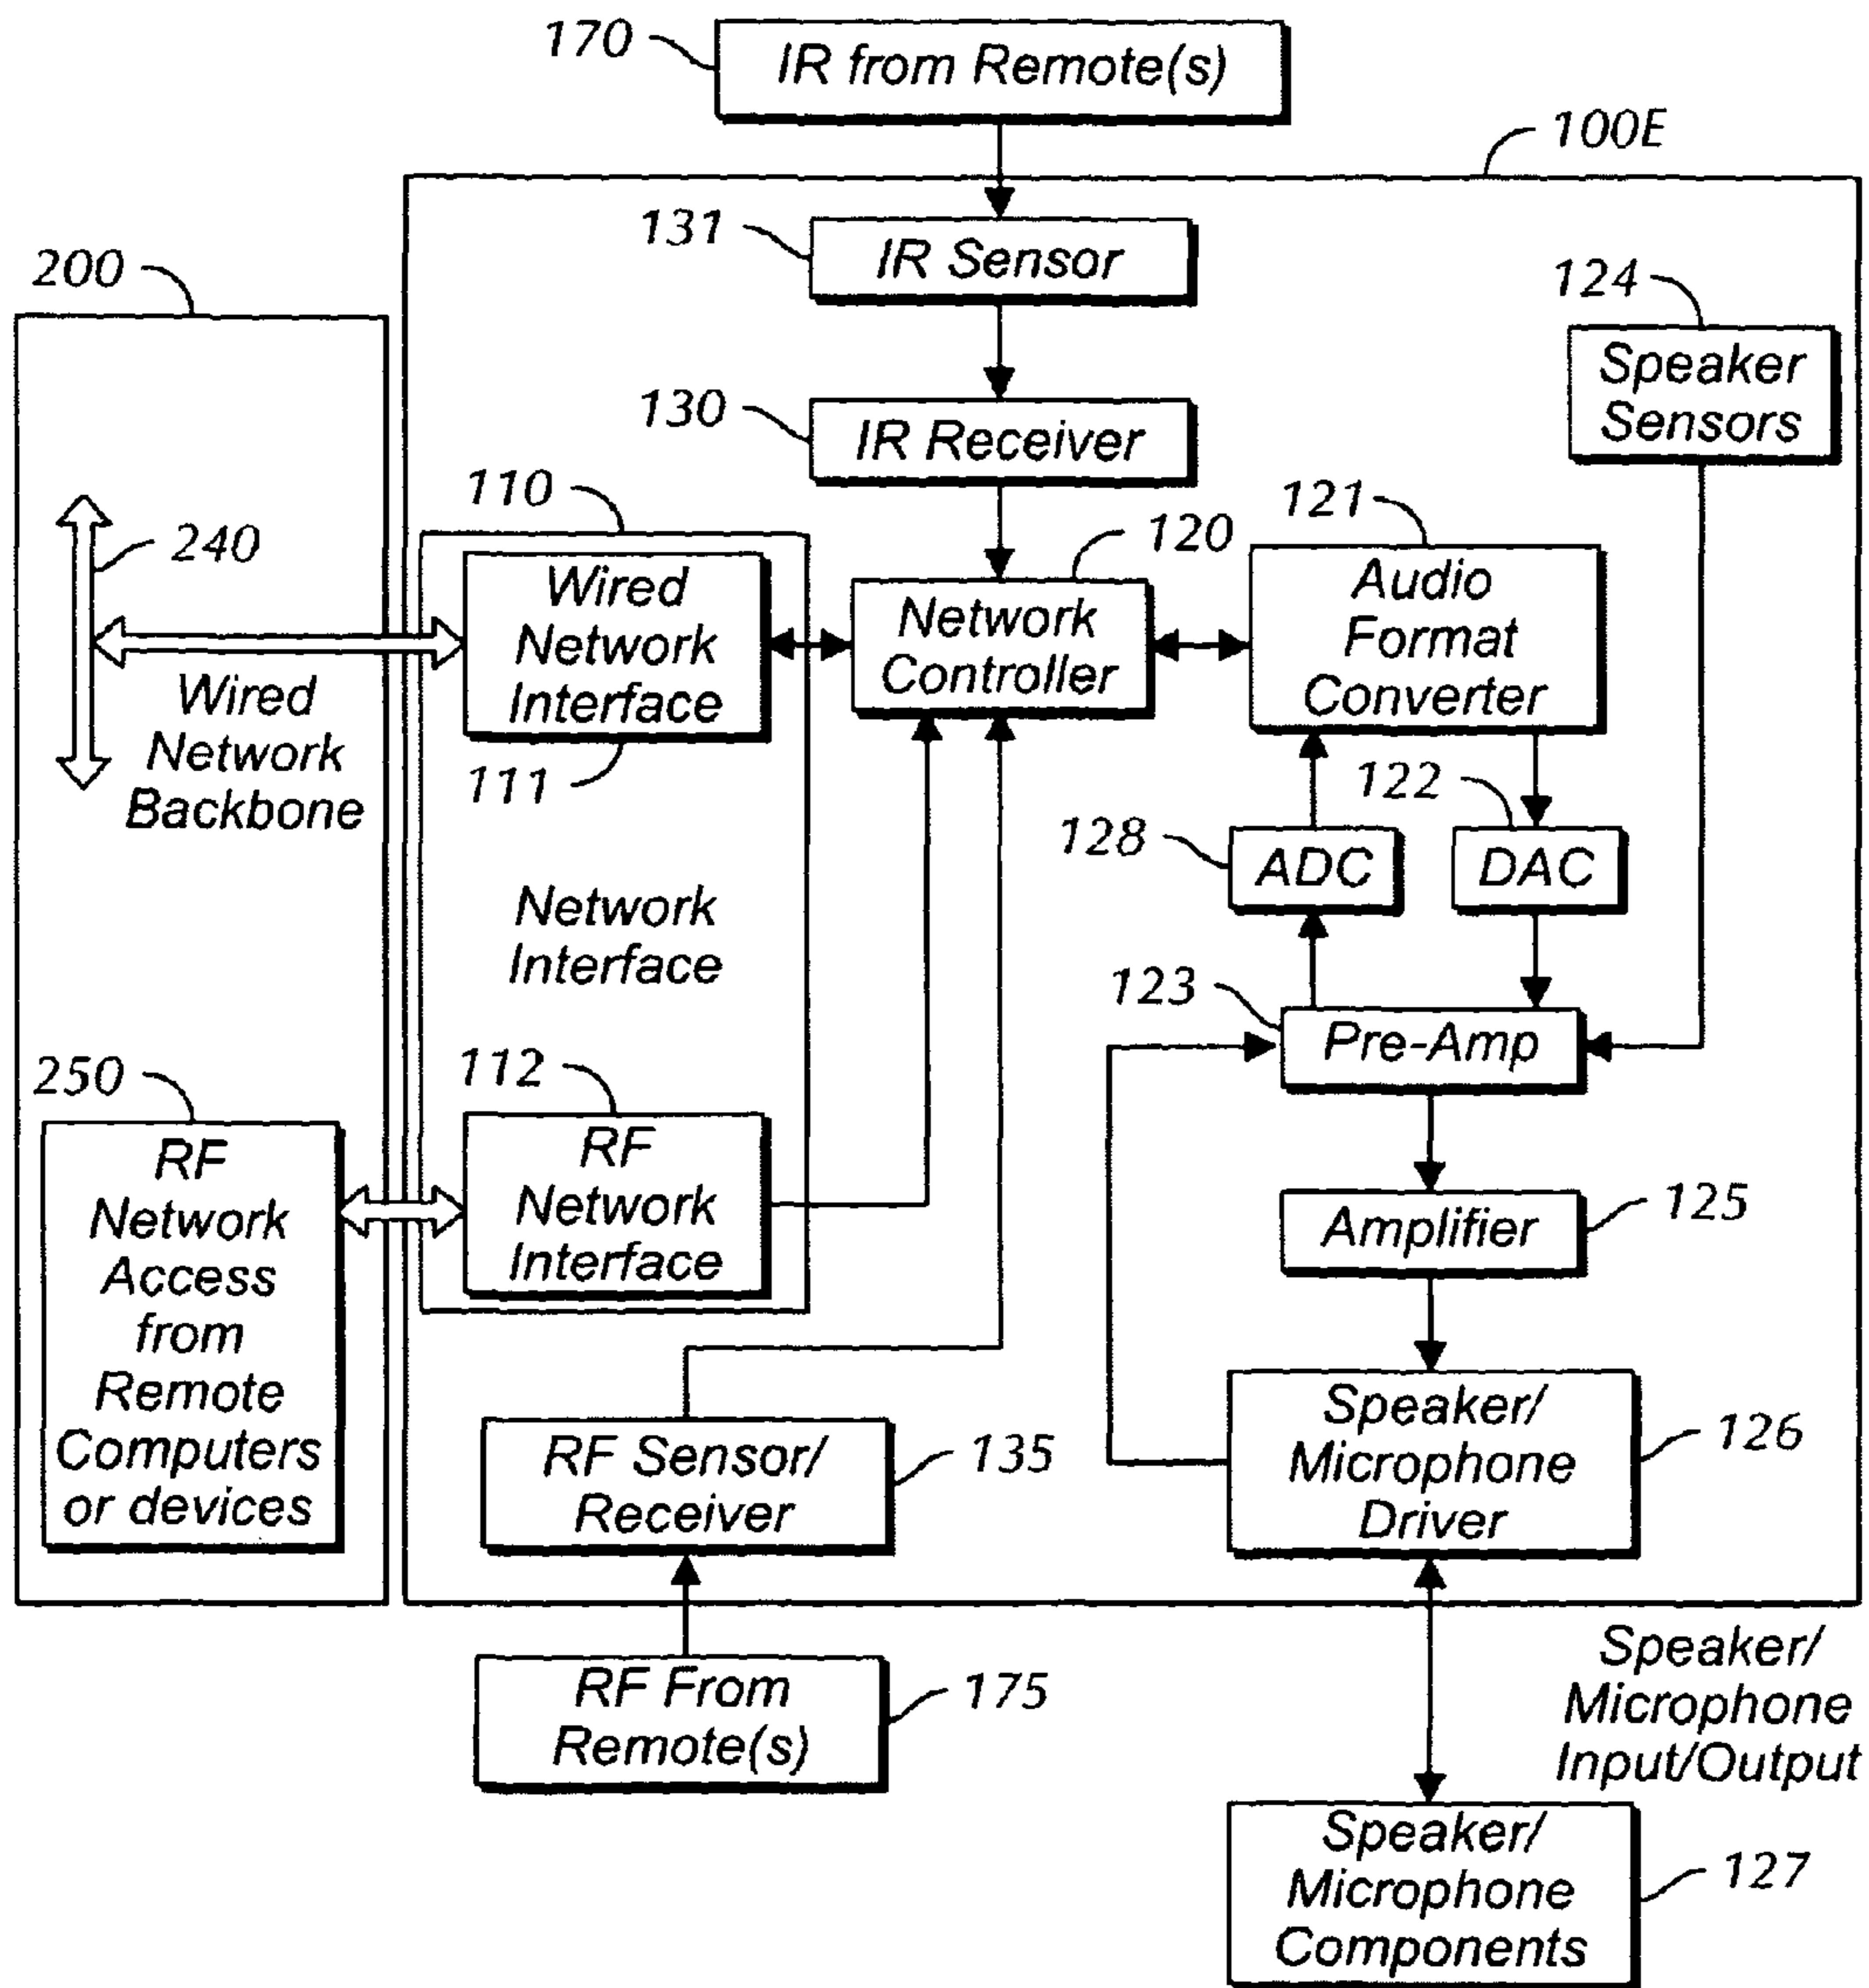 170
IR from Remote(s)
100E
131
IR Sensor
200
124
Speaker
Sensors
130
IR Receiver
110
240
120
121
Wired
Network
Interface
111
Network
Controller
Audio
Format
Converter
Wired
Network
Backbone
122
128
ADC
DAC
Network
Interface
123
Pre-Amp
250
112
RF
Network
Access
from
Remote
Computers
or devices
RF
Network
Interface
Amplifier
125
RF Sensor/
Receiver
135
Speaker/
Microphone
Driver
126
RF From
Remote(s)
175
Speaker/
Microphone
Input/Output
Speaker/
Microphone
Components
127